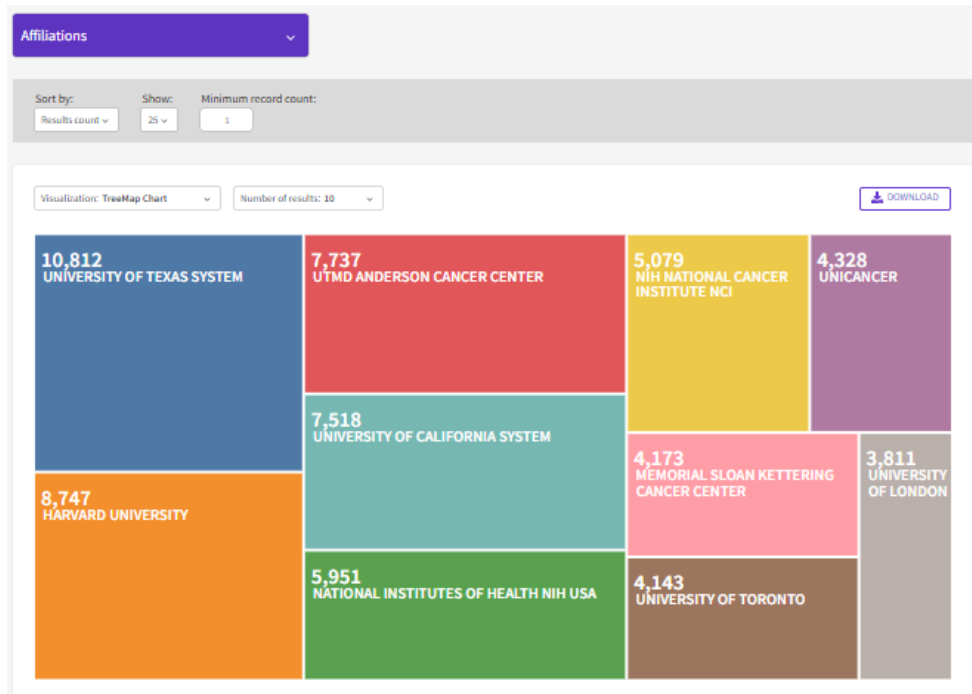 Affiliations
Sort by:
Show:
Minimum record count:
Results count
25
1
Visualization: TreeMap Chart
Number of results: 10
DOWNLOAD
10,812
UNIVERSITY OF TEXAS SYSTEM
8,747
HARVARD UNIVERSITY
7,737
UTMD ANDERSON CANCER CENTER
7,518
UNIVERSITY OF CALIFORNIA SYSTEM
5,951
NATIONAL INSTITUTES OF HEALTH NIH USA
5,079
NIH NATIONAL CANCER
INSTITUTE NCI
4,328
UNICANCER
4,173
MEMORIAL SLOAN KETTERING
CANCER CENTER
4,143
UNIVERSITY OF TORONTO
3,811
UNIVERSITY
OF LONDON